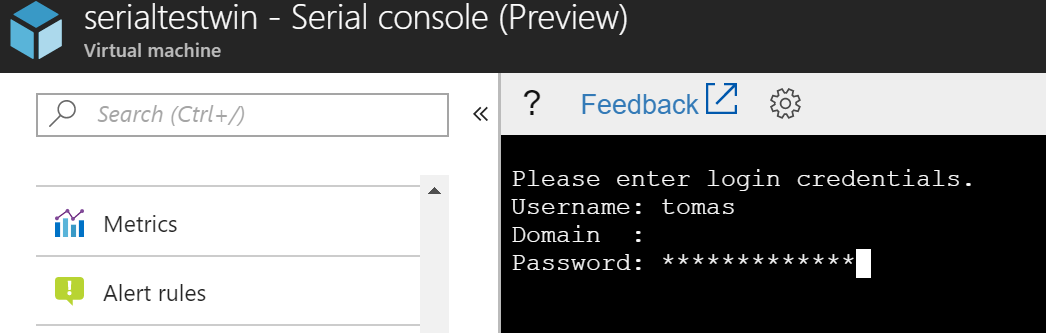 serialtestwin - Serial console (Preview)
Virtual machine
Search (Ctrl+/)
«
? Feedback
Please enter login credentials.
Username: tomas
Domain  :
Password: *************
Metrics
Alert rules